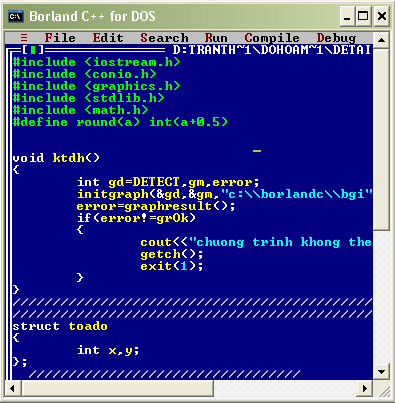 Borland C++ for DOS
≡ File Edit Search Run Compile Debug
[■] D:TRANTH~1\DOHOAM~1\DETAI
#include <iostream.h>
#include <conio.h>
#include <graphics.h>
#include <stdlib.h>
#include <math.h>
#define round(a) int(a+0.5)
void ktdh()
{
int gd=DETECT,gm,error;
initgraph(&gd,&gm,"c:\\borlandc\\bgi"
error=graphresult();
if(error!=grOk)
{
cout<<"chuong trinh khong the
getch();
exit(1);
}
}
////////////////////////////////////////////////
////////////////////////////////////////////////
struct toado
{
int x,y;
};
//////////////////////////////////